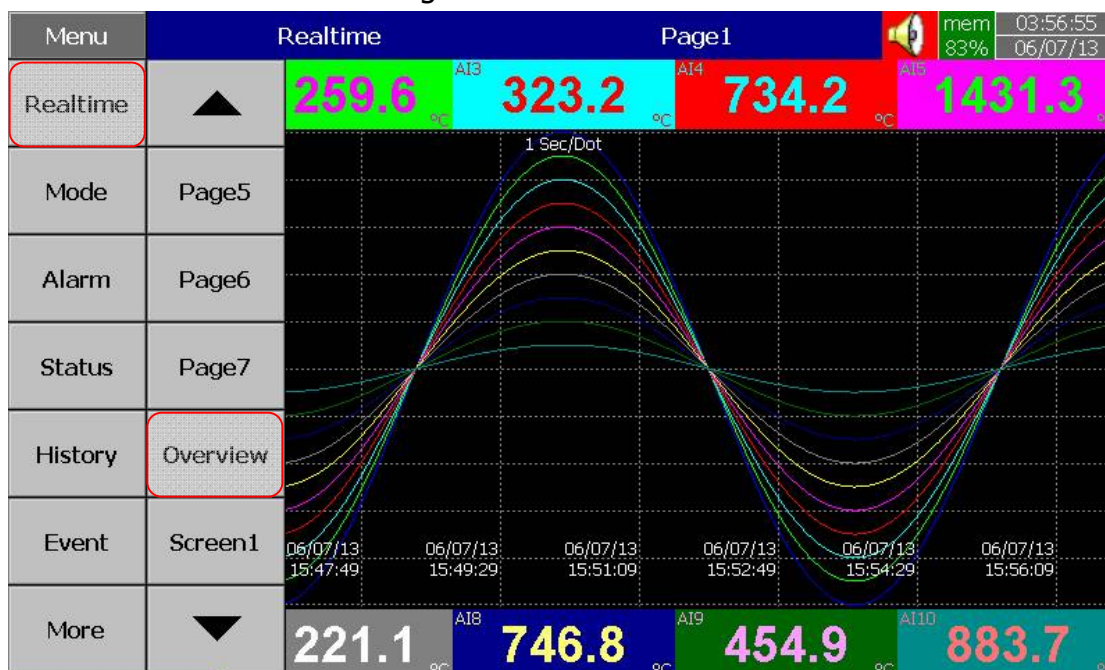 Menu
Realtime
Page1
mem
83%
03:56:55
06/07/13
Realtime
Mode
Alarm
Status
History
Event
More
Page5
Page6
Page7
Overview
Screen1
259.6 °C
AI3 323.2 °C
AI4 734.2 °C
AI5 1431.3
1 Sec/Dot
06/07/13 06/07/13 06/07/13 06/07/13 06/07/13 06/07/13
15:47:49 15:49:29 15:51:09 15:52:49 15:54:29 15:56:09
221.1 °C
AI8 746.8 °C
AI9 454.9 °C
AI10 883.7